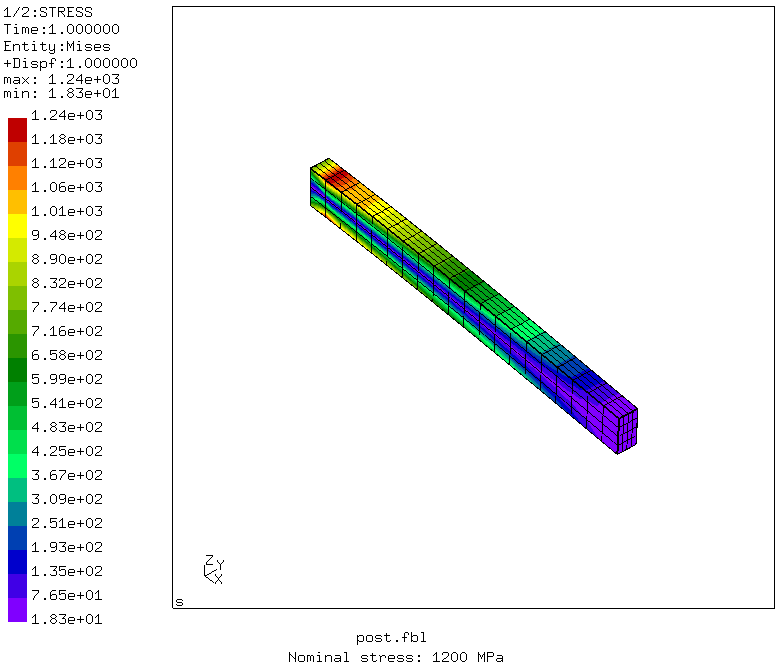 1/2:STRESS
Time:1.000000
Entity:Mises
+Dispf:1.000000
max: 1.24e+03
min: 1.83e+01
1.24e+03
1.18e+03
1.12e+03
1.06e+03
1.01e+03
9.48e+02
8.90e+02
8.32e+02
7.74e+02
7.16e+02
6.58e+02
5.99e+02
5.41e+02
4.83e+02
4.25e+02
3.67e+02
3.09e+02
2.51e+02
1.93e+02
1.35e+02
7.65e+01
1.83e+01
Z
Y
X
s
post.fbl
Nominal stress: 1200 MPa